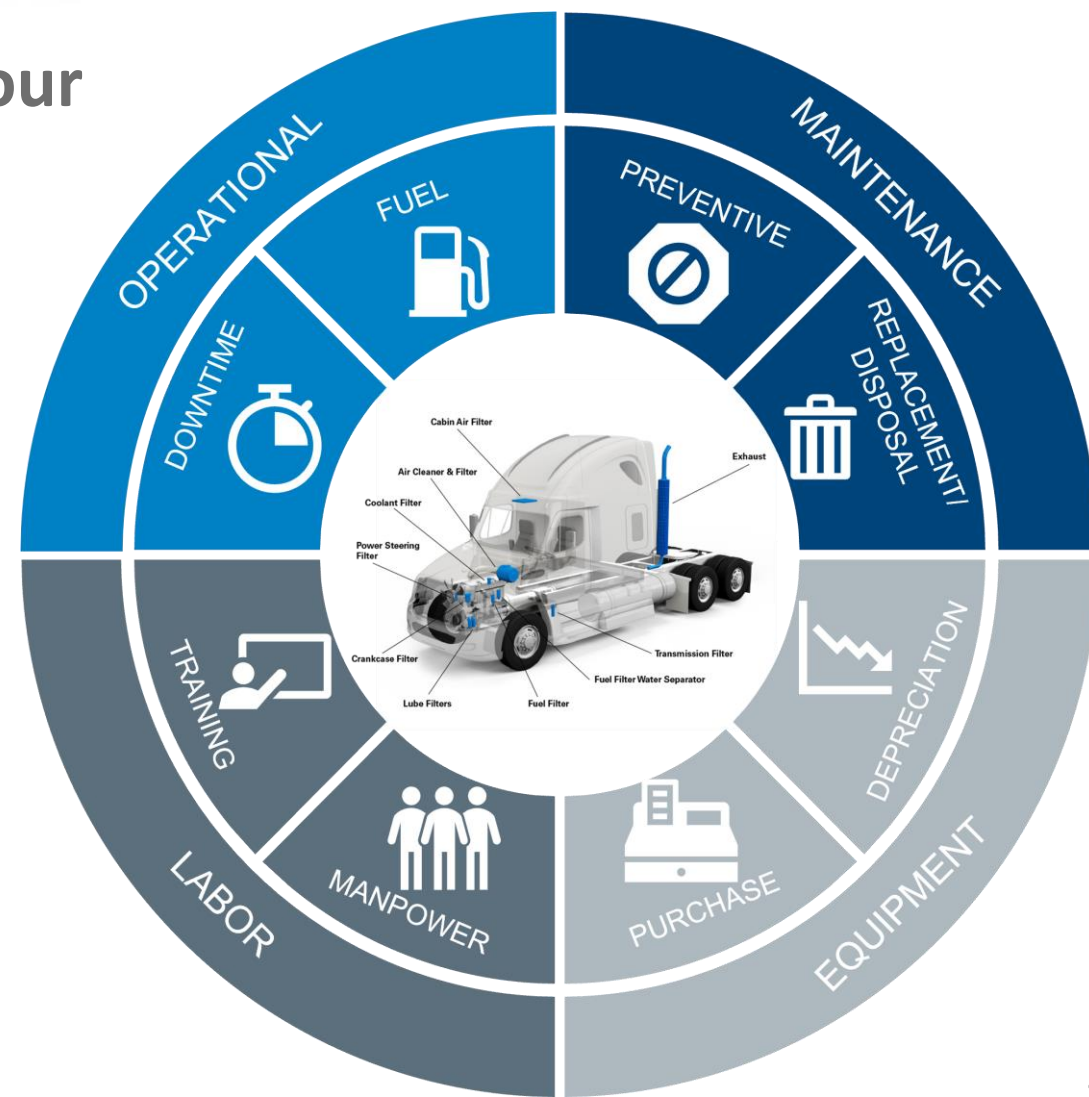 our
OPERATIONAL
MAINTENANCE
FUEL
PREVENTIVE
DOWNTIME
REPLACEMENT/
DISPOSAL
Cabin Air Filter
Air Cleaner & Filter
Exhaust
Coolant Filter
Power Steering
Filter
Crankcase Filter
Transmission Filter
Fuel Filter Water Separator
Lube Filters
Fuel Filter
TRAINING
DEPRECIATION
MANPOWER
PURCHASE
LABOR
EQUIPMENT